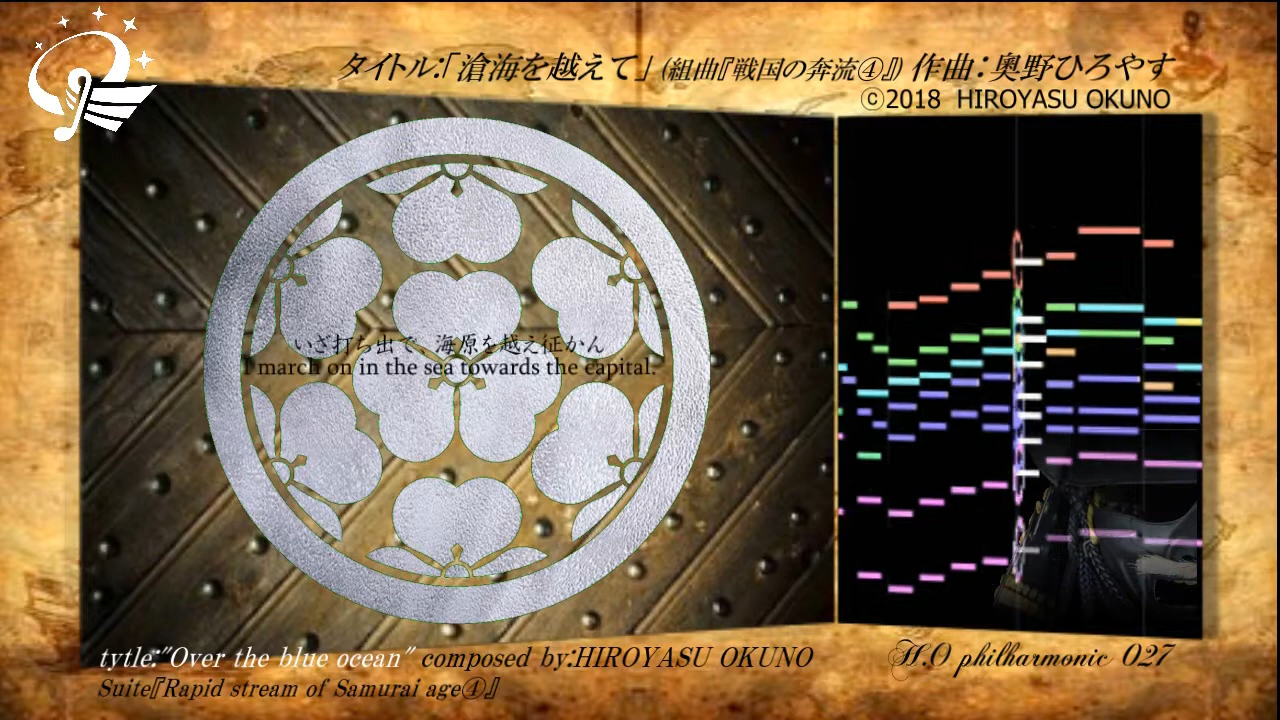 タイトル:「滄海を越えて」(組曲『戦国の奔流④』) 作曲：奥野ひろやす
ⓒ2018 HIROYASU OKUNO
いざ打ち出で、海原を越え征かん
I march on in the sea towards the capital.
tytle:"Over the blue ocean" composed by:HIROYASU OKUNO
Suite『Rapid stream of Samurai age④』
H.O philharmonic 027